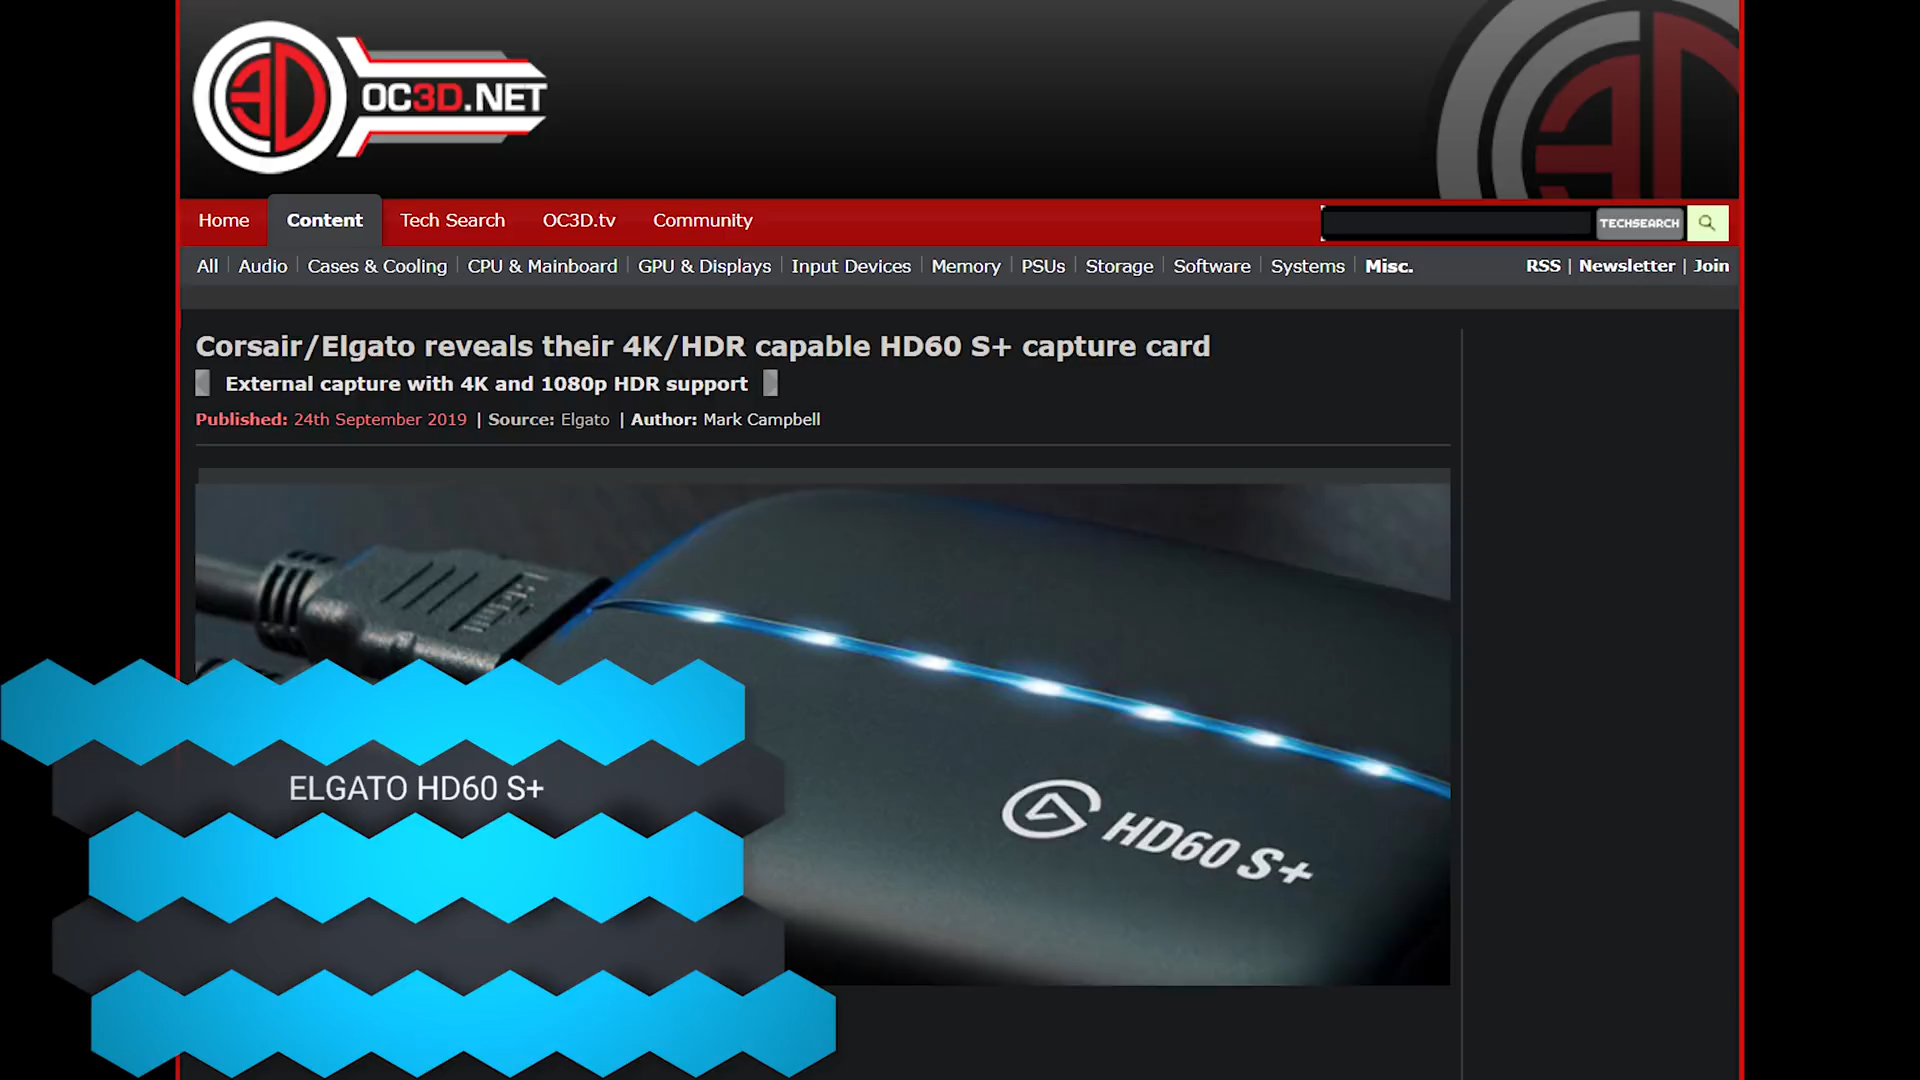 OC3D.NET
Home Content Tech Search OC3D.tv Community TECHSEARCH
All Audio Cases & Cooling CPU & Mainboard GPU & Displays Input Devices Memory PSUs Storage Software Systems Misc. RSS | Newsletter | Join
Corsair/Elgato reveals their 4K/HDR capable HD60 S+ capture card
External capture with 4K and 1080p HDR support
Published: 24th September 2019 | Source: Elgato | Author: Mark Campbell
HD60 S+
ELGATO HD60 S+